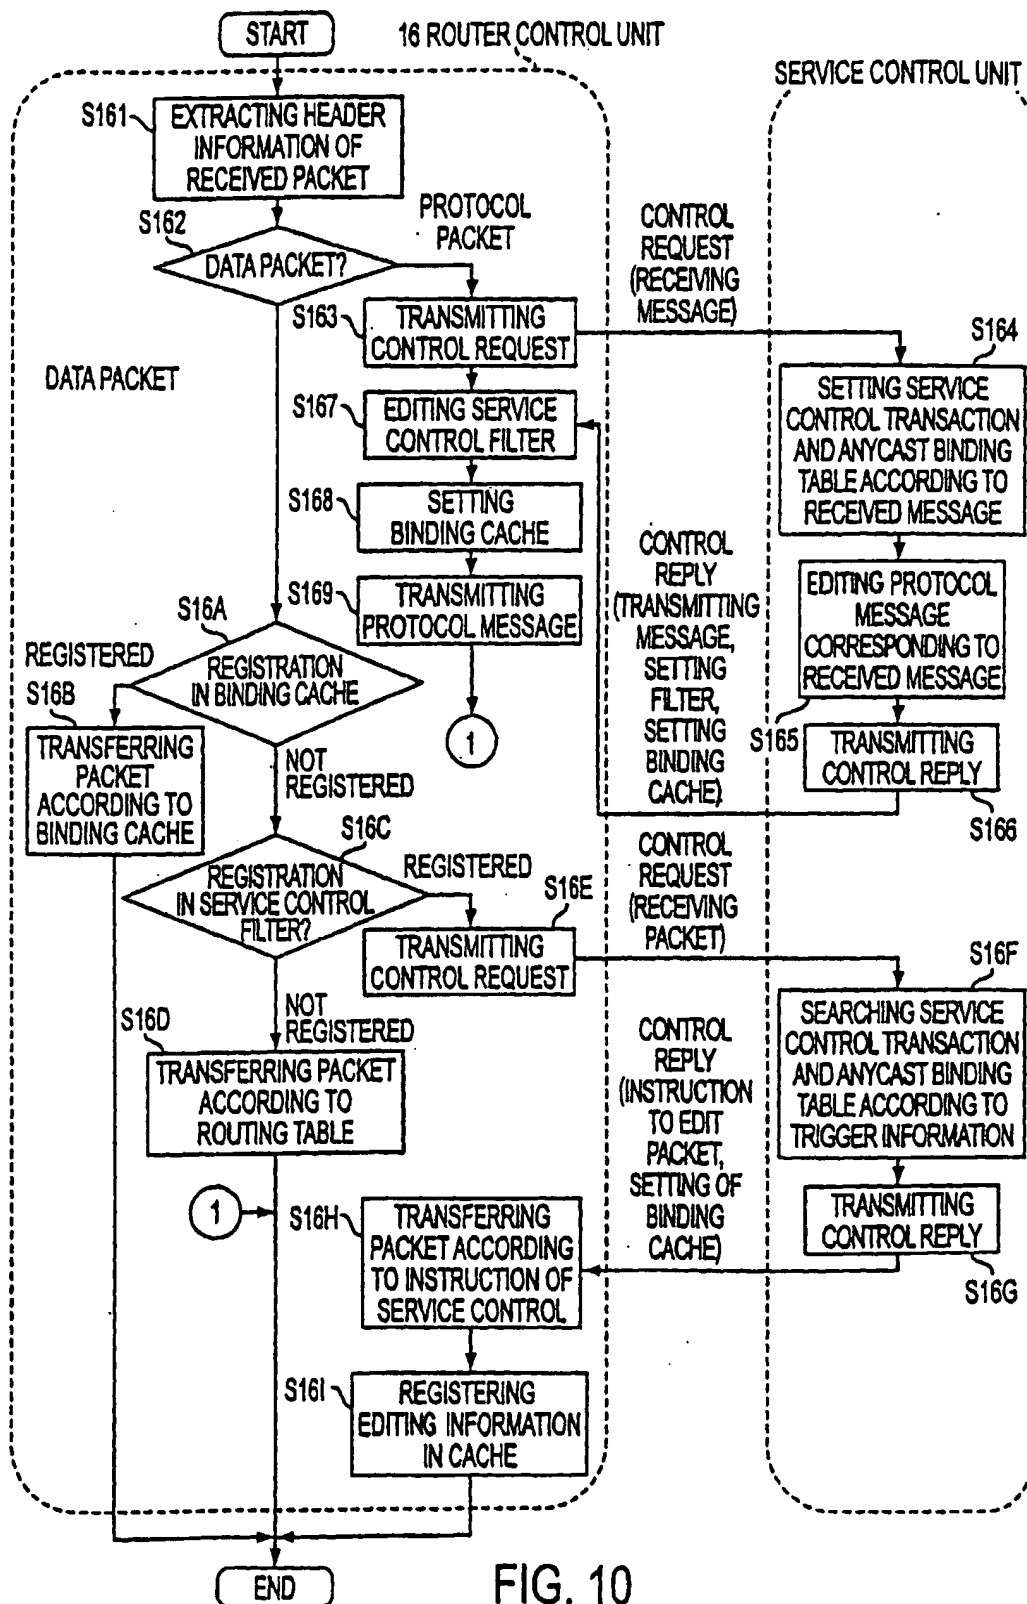 START
16 ROUTER CONTROL UNIT
SERVICE CONTROL UNIT
S161
EXTRACTING HEADER
INFORMATION OF
RECEIVED PACKET
S162
DATA PACKET?
PROTOCOL
PACKET
CONTROL
REQUEST
(RECEIVING
MESSAGE)
S163
TRANSMITTING
CONTROL REQUEST
S164
SETTING SERVICE
CONTROL TRANSACTION
AND ANYCAST BINDING
TABLE ACCORDING TO
RECEIVED MESSAGE
DATA PACKET
S167
EDITING SERVICE
CONTROL FILTER
S168
SETTING
BINDING CACHE
S169
TRANSMITTING
PROTOCOL MESSAGE
1
CONTROL
REPLY
(TRANSMITTING
MESSAGE,
SETTING
FILTER,
SETTING
BINDING
CACHE)
EDITING PROTOCOL
MESSAGE
CORRESPONDING TO
RECEIVED MESSAGE
S165
TRANSMITTING
CONTROL REPLY
S166
S16A
REGISTRATION
IN BINDING CACHE
REGISTERED
S16B
TRANSFERRING
PACKET
ACCORDING TO
BINDING CACHE
NOT
REGISTERED
S16C
REGISTRATION
IN SERVICE CONTROL
FILTER?
REGISTERED
S16E
TRANSMITTING
CONTROL REQUEST
CONTROL
REQUEST
(RECEIVING
PACKET)
S16F
SEARCHING SERVICE
CONTROL TRANSACTION
AND ANYCAST BINDING
TABLE ACCORDING TO
TRIGGER INFORMATION
NOT
REGISTERED
S16D
TRANSFERRING PACKET
ACCORDING TO
ROUTING TABLE
CONTROL
REPLY
(INSTRUCTION
TO EDIT
PACKET,
SETTING OF
BINDING
CACHE)
TRANSMITTING
CONTROL REPLY
S16G
1
S16H
TRANSFERRING
PACKET ACCORDING
TO INSTRUCTION OF
SERVICE CONTROL
S16I
REGISTERING
EDITING INFORMATION
IN CACHE
END
FIG. 10